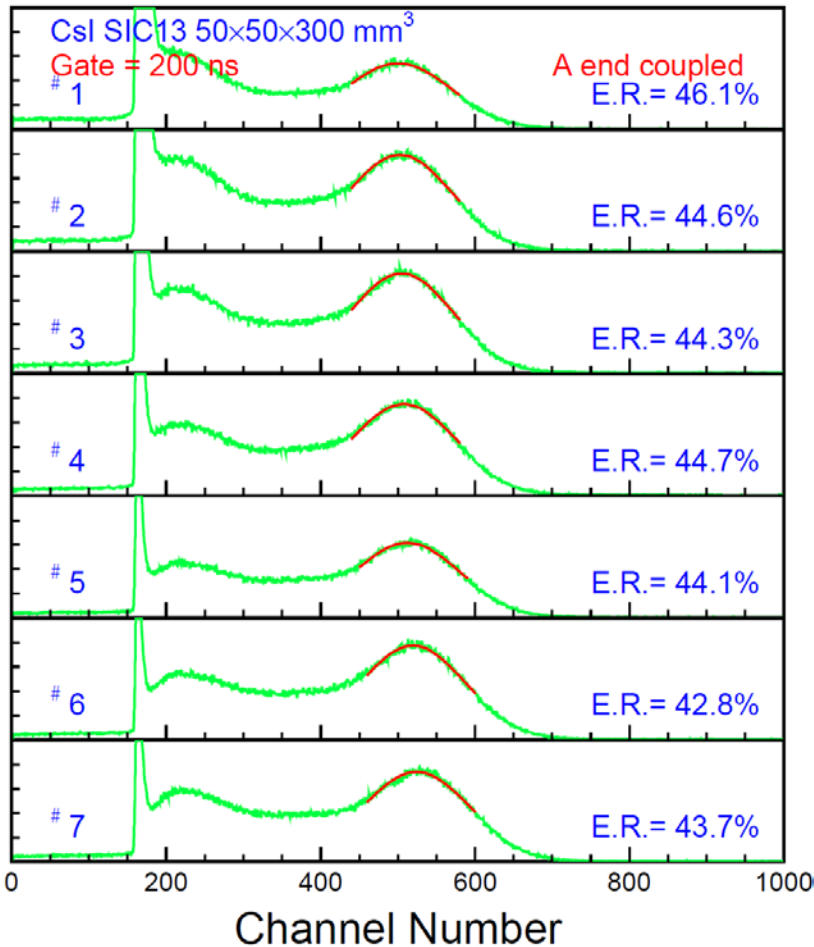 CsI SIC13 50×50×300 mm³
Gate = 200 ns A end coupled
# 1 E.R.= 46.1%
# 2 E.R.= 44.6%
# 3 E.R.= 44.3%
# 4 E.R.= 44.7%
# 5 E.R.= 44.1%
# 6 E.R.= 42.8%
# 7 E.R.= 43.7%
0 200 400 600 800 1000
Channel Number